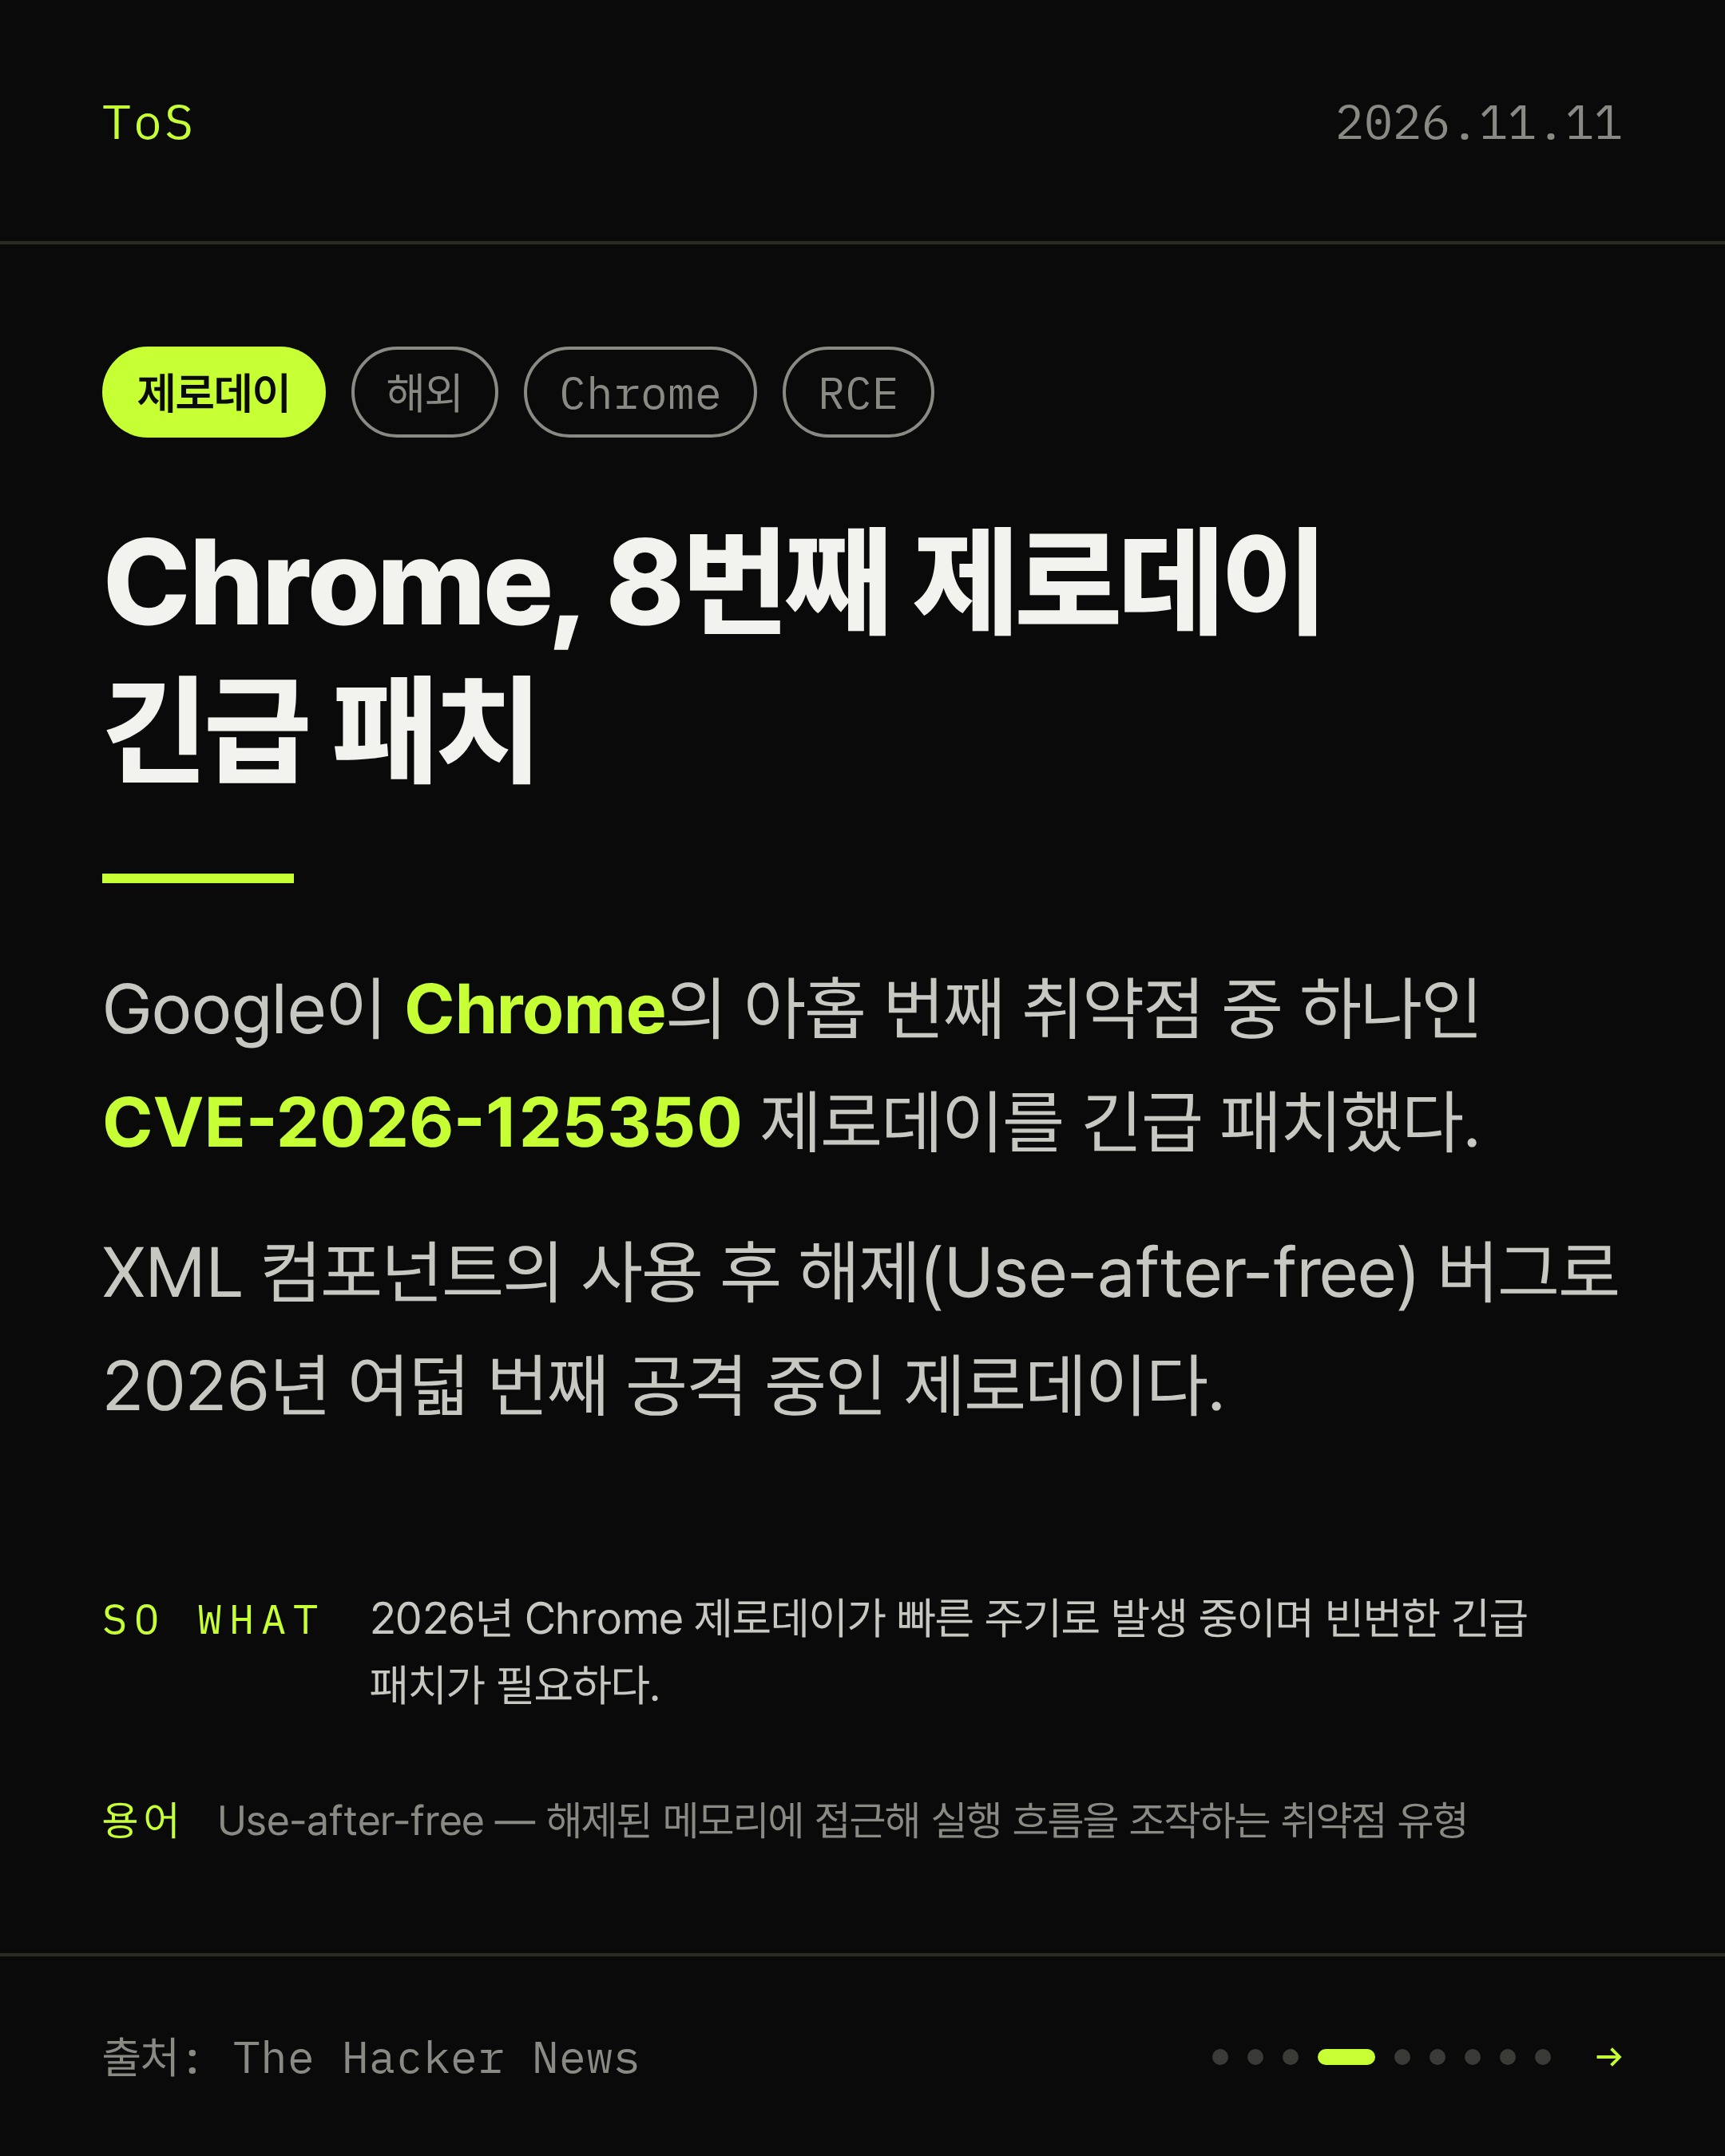 ToS
2026.11.11
제로데이 해외 Chrome RCE
Chrome, 8번째 제로데이
긴급 패치
Google이 Chrome의 아홉 번째 취약점 중 하나인
CVE-2026-125350 제로데이를 긴급 패치했다.
XML 컴포넌트의 사용 후 해제(Use-after-free) 버그로
2026년 여덟 번째 공격 중인 제로데이다.
SO WHAT 2026년 Chrome 제로데이가 빠른 주기로 발생 중이며 빈번한 긴급
패치가 필요하다.
용어 Use-after-free — 해제된 메모리에 접근해 실행 흐름을 조작하는 취약점 유형
출처: The Hacker News →